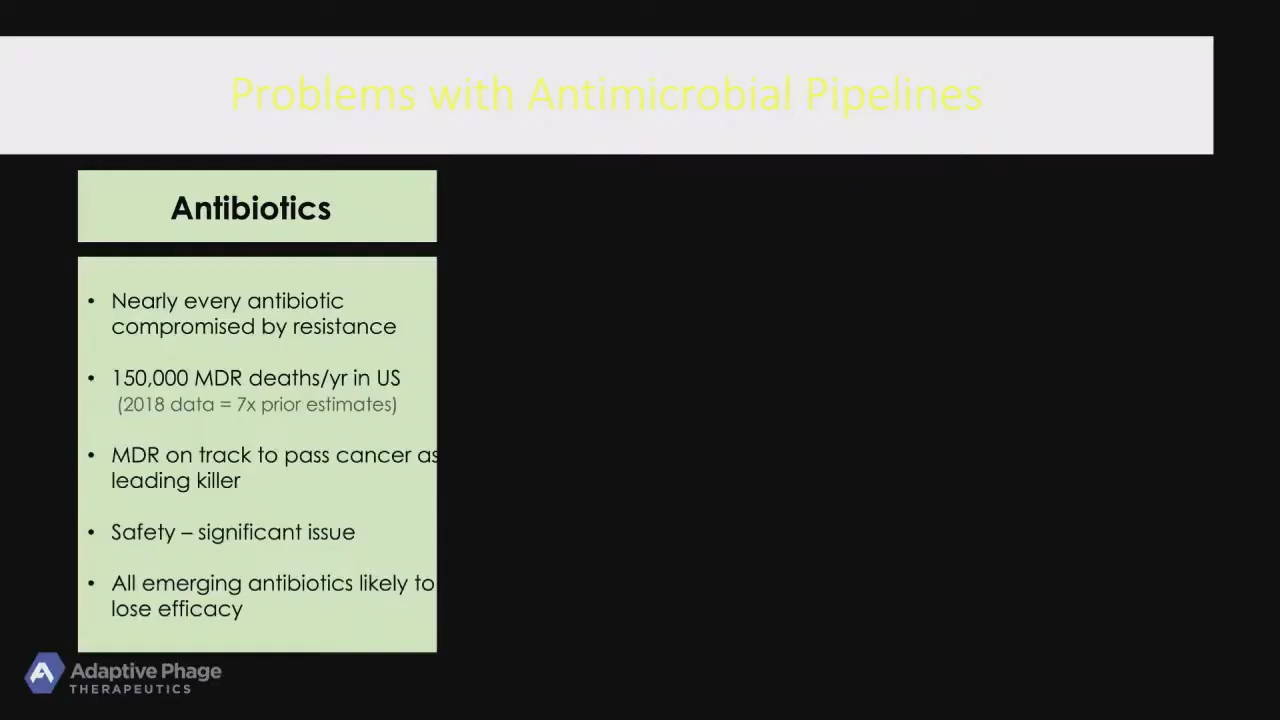 Problems with Antimicrobial Pipelines
Antibiotics
• Nearly every antibiotic
compromised by resistance
• 150,000 MDR deaths/yr in US
(2018 data = 7x prior estimates)
• MDR on track to pass cancer as
leading killer
• Safety – significant issue
• All emerging antibiotics likely to
lose efficacy
Adaptive Phage
THERAPEUTICS